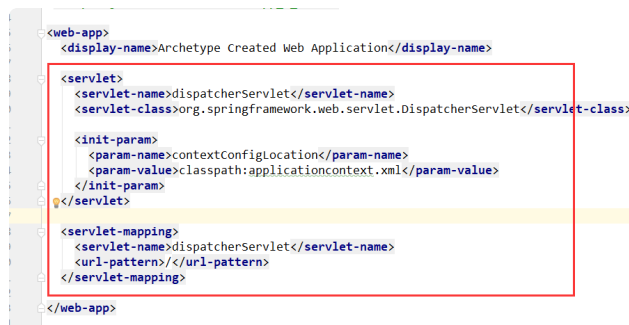 <web-app>
<display-name>Archetype Created Web Application</display-name>
<servlet>
<servlet-name>dispatcherServlet</servlet-name>
<servlet-class>org.springframework.web.servlet.DispatcherServlet</servlet-class>
<init-param>
<param-name>contextConfigLocation</param-name>
<param-value>classpath:applicationcontext.xml</param-value>
</init-param>
</servlet>
<servlet-mapping>
<servlet-name>dispatcherServlet</servlet-name>
<url-pattern>/</url-pattern>
</servlet-mapping>
</web-app>